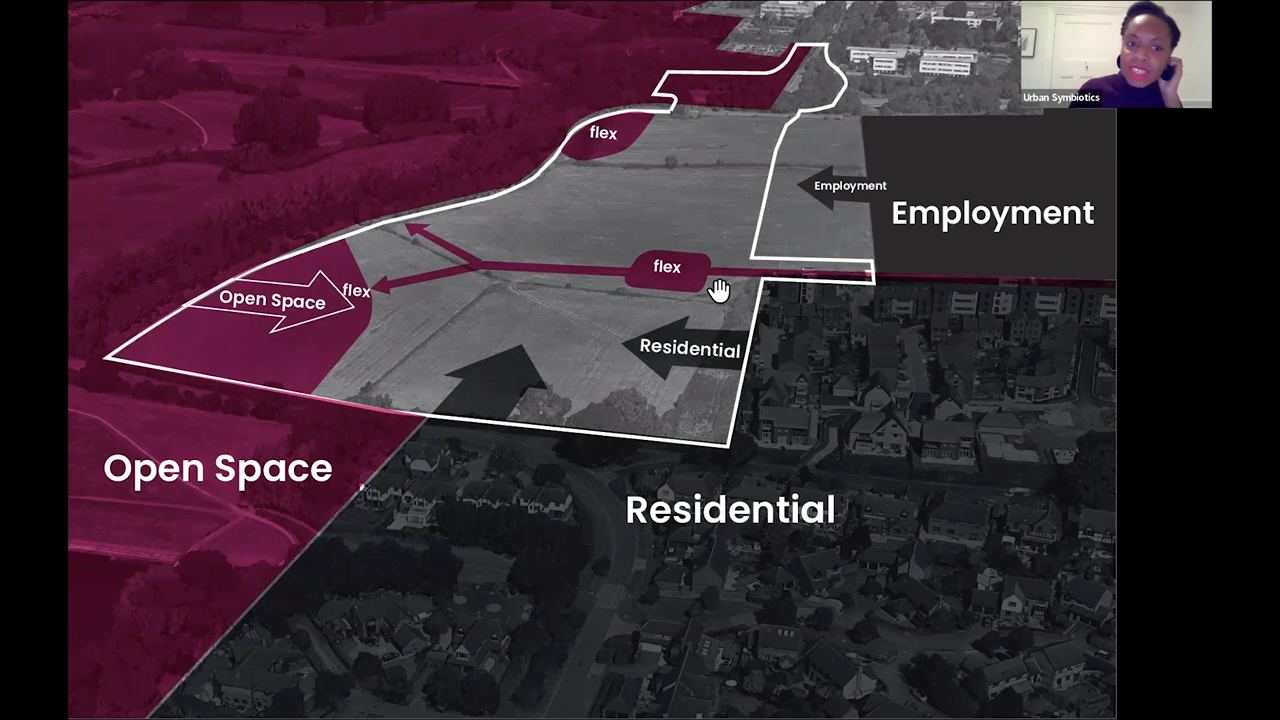 Urban Symbiotics
flex
Employment
Employment
flex
flex
Open Space
Residential
Open Space
Residential